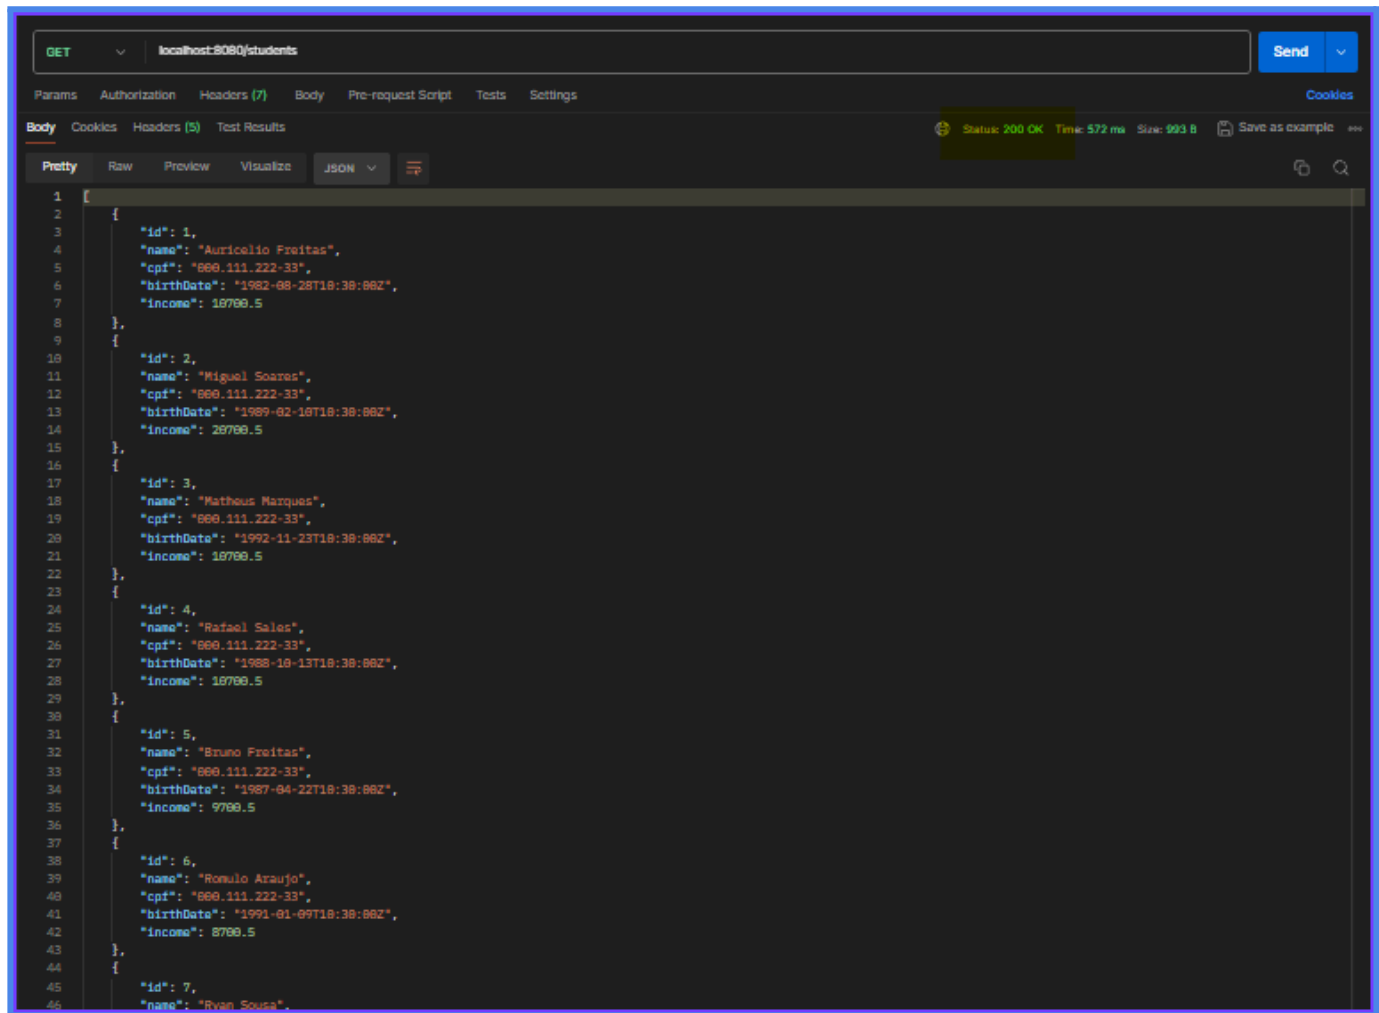 GET localhost:8080/students Send
Params Authorization Headers (7) Body Pre-request Script Tests Settings Cookies
Body Cookies Headers (5) Test Results Status: 200 OK Time: 572 ms Size: 993 B Save as example
Pretty Raw Preview Visualize JSON
1 [
2 {
3 "id": 1,
4 "name": "Auricelio Freitas",
5 "cpf": "000.111.222-33",
6 "birthDate": "1982-08-28T10:30:00Z",
7 "income": 10700.5
8 },
9 {
10 "id": 2,
11 "name": "Miguel Soares",
12 "cpf": "000.111.222-33",
13 "birthDate": "1989-02-10T10:30:00Z",
14 "income": 20700.5
15 },
16 {
17 "id": 3,
18 "name": "Matheus Marques",
19 "cpf": "000.111.222-33",
20 "birthDate": "1992-11-23T10:30:00Z",
21 "income": 10700.5
22 },
23 {
24 "id": 4,
25 "name": "Rafael Sales",
26 "cpf": "000.111.222-33",
27 "birthDate": "1988-10-13T10:30:00Z",
28 "income": 10700.5
29 },
30 {
31 "id": 5,
32 "name": "Bruno Freitas",
33 "cpf": "000.111.222-33",
34 "birthDate": "1987-04-22T10:30:00Z",
35 "income": 9700.5
36 },
37 {
38 "id": 6,
39 "name": "Romulo Araujo",
40 "cpf": "000.111.222-33",
41 "birthDate": "1991-01-09T10:30:00Z",
42 "income": 8700.5
43 },
44 {
45 "id": 7,
46 "name": "Ryan Sousa",